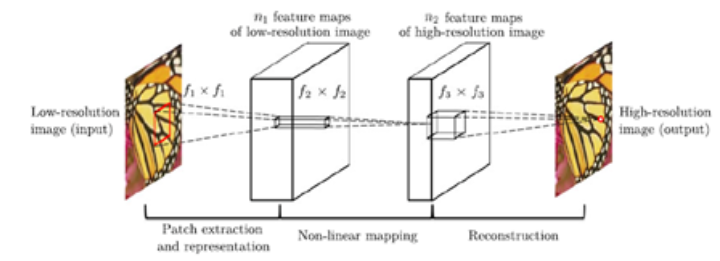 n₁ feature maps
of low-resolution image
n₂ feature maps
of high-resolution image
f₁ × f₁
f₂ × f₂
f₃ × f₃
Low-resolution
image (input)
High-resolution
image (output)
Patch extraction
and representation
Non-linear mapping
Reconstruction